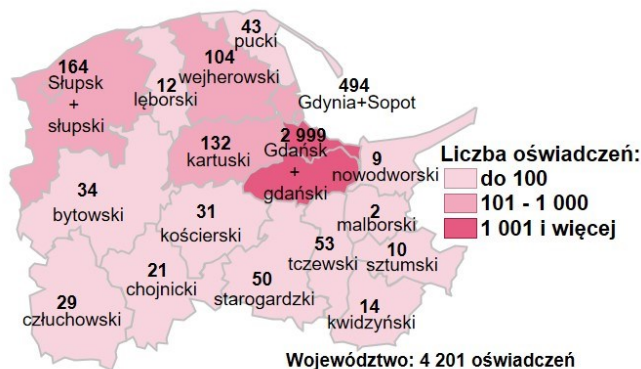 43
pucki
164
Słupsk
+
słupski
12
lęborski
104
wejherowski
494
Gdynia+Sopot
132
kartuski
2 999
Gdańsk
+
gdański
9
nowodworski
Liczba oświadczeń:
do 100
101 - 1 000
1 001 i więcej
34
bytowski
31
kościerski
2
malborski
53
tczewski
10
sztumski
21
chojnicki
50
starogardzki
29
człuchowski
14
kwidzyński
Województwo: 4 201 oświadczeń